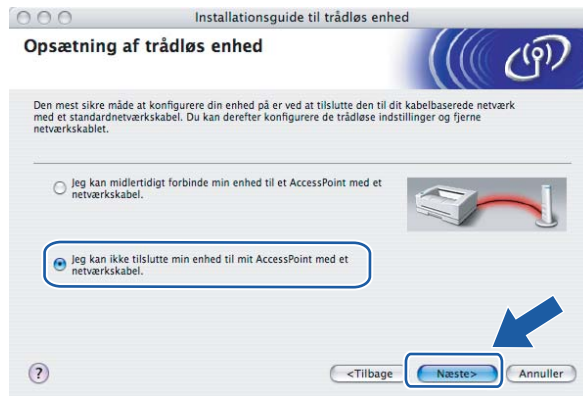 Installationsguide til trådløs enhed
Opsætning af trådløs enhed
Den mest sikre måde at konfigurere din enhed på er ved at tilslutte den til dit kabelbaserede netværk
med et standardnetværkskabel. Du kan derefter konfigurere de trådløse indstillinger og fjerne
netværkskablet.
Jeg kan midlertidigt forbinde min enhed til et AccessPoint med et
netværkskabel.
Jeg kan ikke tilslutte min enhed til mit AccessPoint med et
netværkskabel.
? <Tilbage Næste> Annuller